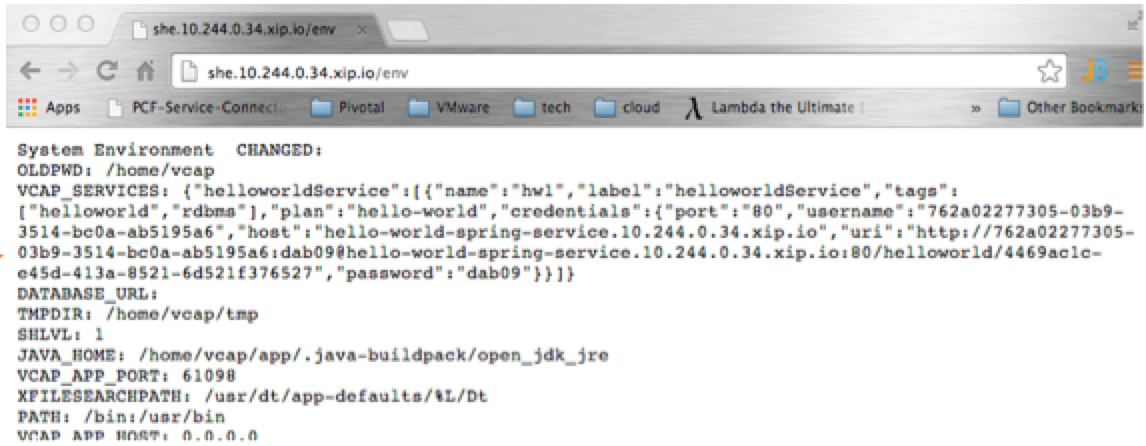 she.10.244.0.34.xip.io/env
she.10.244.0.34.xip.io/env
Apps PCF-Service-Connect Pivotal VMware tech cloud λ Lambda the Ultimate » Other Bookmark
System Environment  CHANGED:
OLDPWD: /home/vcap
VCAP_SERVICES: {"helloworldService":[{"name":"hw1","label":"helloworldService","tags":
["helloworld","rdbms"],"plan":"hello-world","credentials":{"port":"80","username":"762a02277305-03b9-
3514-bc0a-ab5195a6","host":"hello-world-spring-service.10.244.0.34.xip.io","uri":"http://762a02277305-
03b9-3514-bc0a-ab5195a6:dab09@hello-world-spring-service.10.244.0.34.xip.io:80/helloworld/4469ac1c-
e45d-413a-8521-6d521f376527","password":"dab09"}}]}
DATABASE_URL:
TMPDIR: /home/vcap/tmp
SHLVL: 1
JAVA_HOME: /home/vcap/app/.java-buildpack/open_jdk_jre
VCAP_APP_PORT: 61098
XFILESEARCHPATH: /usr/dt/app-defaults/%L/Dt
PATH: /bin:/usr/bin
VCAP_APP_HOST: 0.0.0.0